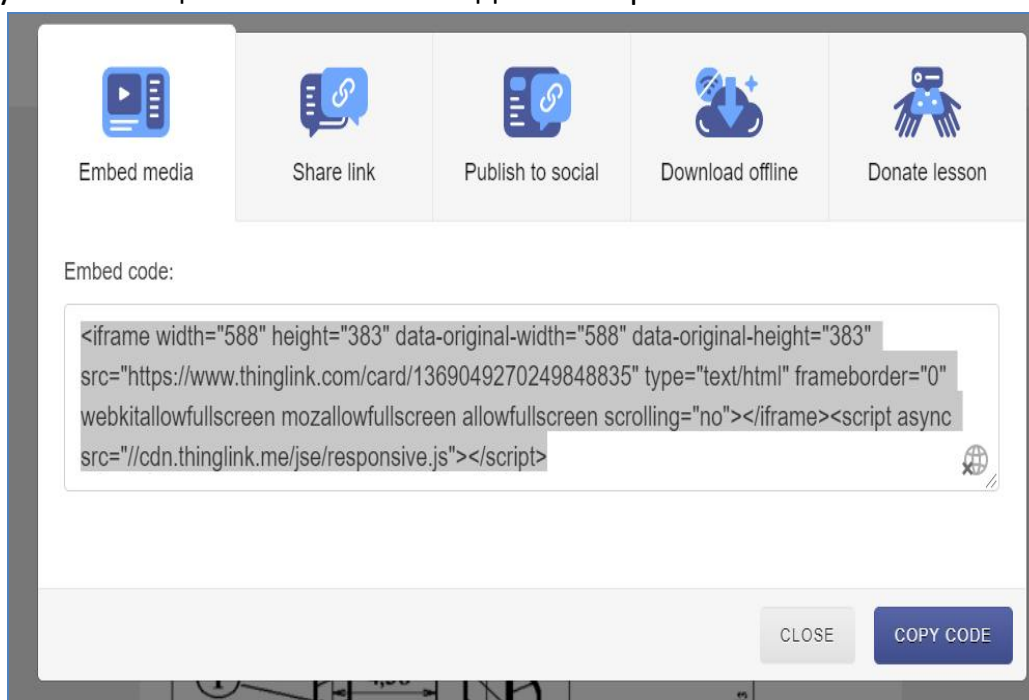 Embed media
Share link
Publish to social
Download offline
Donate lesson
Embed code:
<iframe width="588" height="383" data-original-width="588" data-original-height="383"
src="https://www.thinglink.com/card/1369049270249848835" type="text/html" frameborder="0"
webkitallowfullscreen mozallowfullscreen allowfullscreen scrolling="no"></iframe><script async
src="//cdn.thinglink.me/jse/responsive.js"></script>
CLOSE
COPY CODE
1
3